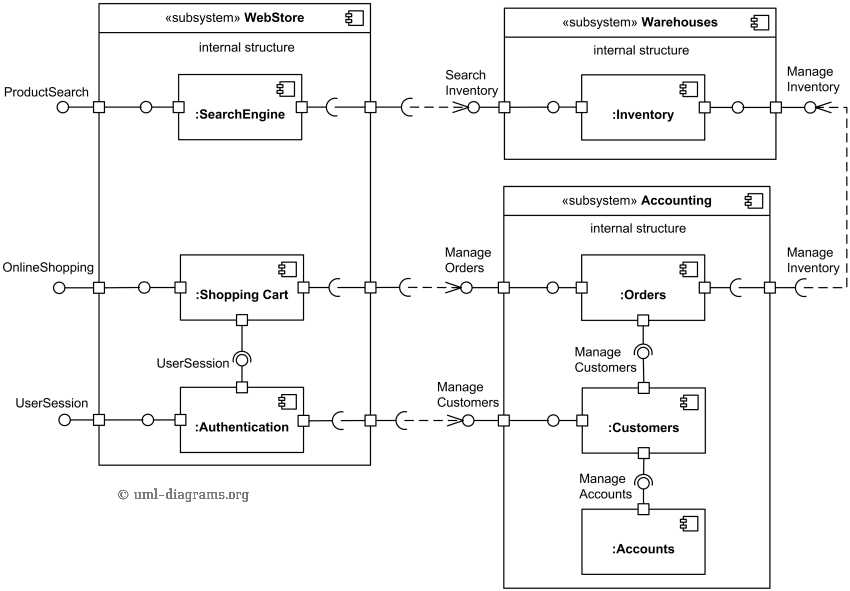 «subsystem» WebStore
internal structure
ProductSearch
:SearchEngine
OnlineShopping
:Shopping Cart
UserSession
UserSession
:Authentication
© uml-diagrams.org
Search
Inventory
«subsystem» Warehouses
internal structure
:Inventory
Manage
Inventory
«subsystem» Accounting
internal structure
Manage
Orders
:Orders
Manage
Inventory
Manage
Customers
Manage
Customers
:Customers
Manage
Accounts
:Accounts